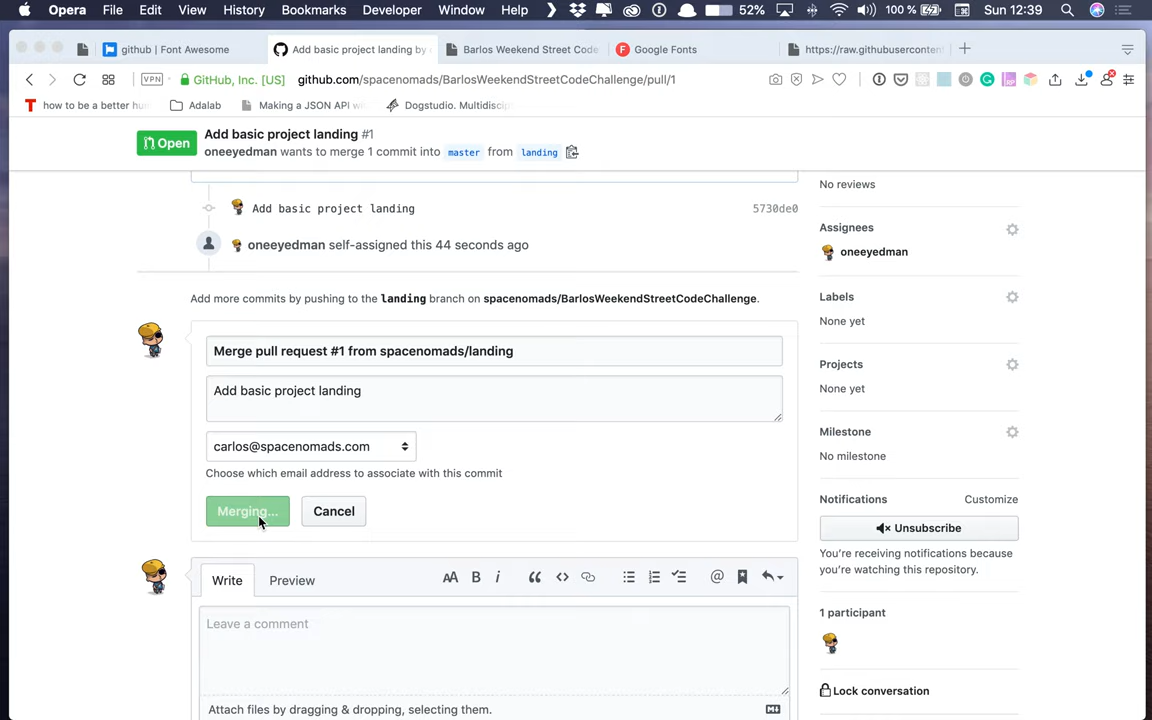 Opera File Edit View History Bookmarks Developer Window Help 52% 100 % Sun 12:39
github | Font Awesome
Add basic project landing by
Barlos Weekend Street Code
Google Fonts
https://raw.githubuserconten
VPN GitHub, Inc. [US] github.com/spacenomads/BarlosWeekendStreetCodeChallenge/pull/1
how to be a better hu
Adalab
Making a JSON API wi
Dogstudio. Multidiscip
Open
Add basic project landing #1
oneeyedman wants to merge 1 commit into master from landing
Add basic project landing 5730de0
oneeyedman self-assigned this 44 seconds ago
Add more commits by pushing to the landing branch on spacenomads/BarlosWeekendStreetCodeChallenge.
Merge pull request #1 from spacenomads/landing
Add basic project landing
carlos@spacenomads.com
Choose which email address to associate with this commit
Merging...
Cancel
Write
Preview
AA B i
Leave a comment
Attach files by dragging & dropping, selecting them.
No reviews
Assignees
oneeyedman
Labels
None yet
Projects
None yet
Milestone
No milestone
Notifications Customize
Unsubscribe
You're receiving notifications because
you're watching this repository.
1 participant
Lock conversation